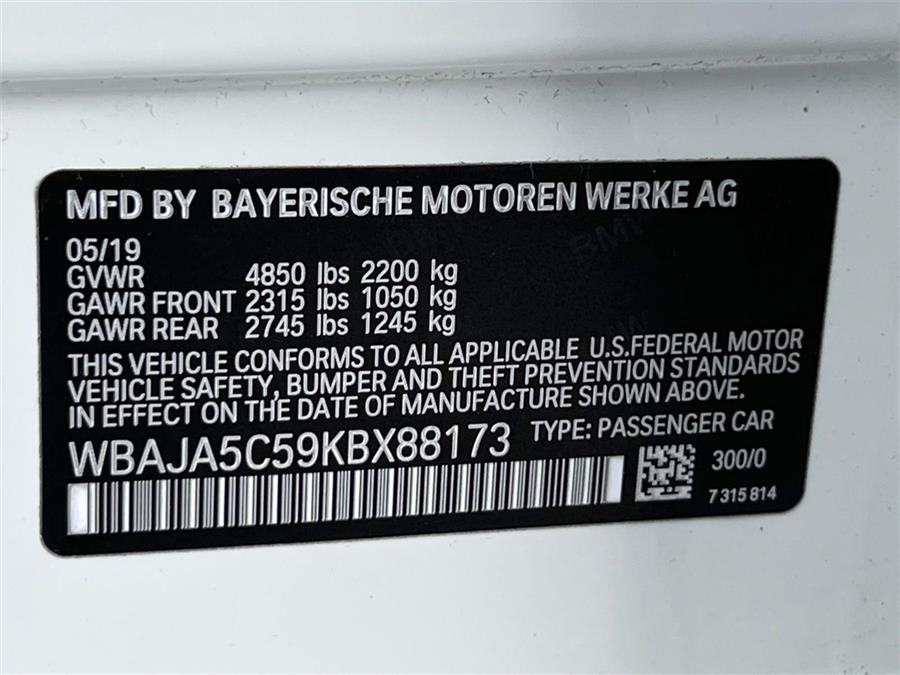 MFD BY BAYERISCHE MOTOREN WERKE AG
05/19
GVWR 4850 lbs 2200 kg
GAWR FRONT 2315 lbs 1050 kg
GAWR REAR 2745 lbs 1245 kg
THIS VEHICLE CONFORMS TO ALL APPLICABLE U.S.FEDERAL MOTOR
VEHICLE SAFETY, BUMPER AND THEFT PREVENTION STANDARDS
IN EFFECT ON THE DATE OF MANUFACTURE SHOWN ABOVE.
WBAJA5C59KBX88173 TYPE: PASSENGER CAR
300/0
7 315 814
BMW
BMW